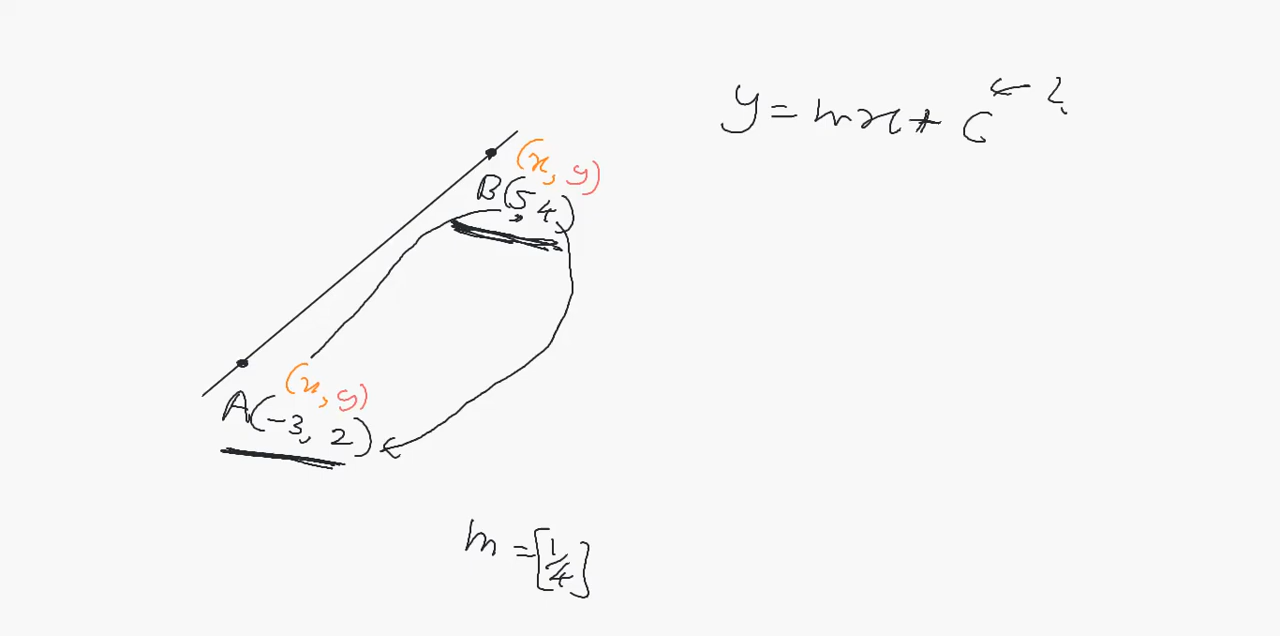 y = mx + c ← ?
(x, y)
B(5, 4)
(x, y)
A(-3, 2)
m = [1/4]